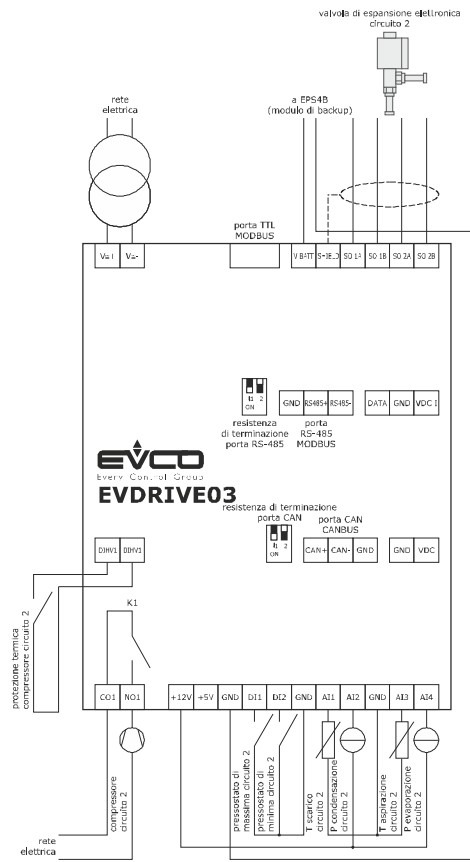 valvola di espansione elettronica
circuito 2
rete
elettrica
a EPS4B
(modulo di backup)
porta TTL
MODBUS
Va+
Va-
V BATT
SHIELD
SO 1A
SO 1B
SO 2A
SO 2B
1 2
ON
GND
RS485+
RS485-
DATA
GND
VDC I
resistenza
di terminazione
porta RS-485
porta
RS-485
MODBUS
EVCO
Every Control Group
EVDRIVE03
resistenza di terminazione
porta CAN
porta CAN
CANBUS
1 2
ON
CAN+
CAN-
GND
GND
VDC
DIHV1
DIHV1
protezione termica
compressore circuito 2
K1
CO1
NO1
+12V
+5V
GND
DI1
DI2
GND
AI1
AI2
GND
AI3
AI4
compressore
circuito 2
pressostato di
massima circuito 2
pressostato di
minima circuito 2
T scarico
circuito 2
P condensazione
circuito 2
T aspirazione
circuito 2
P evaporazione
circuito 2
rete
elettrica